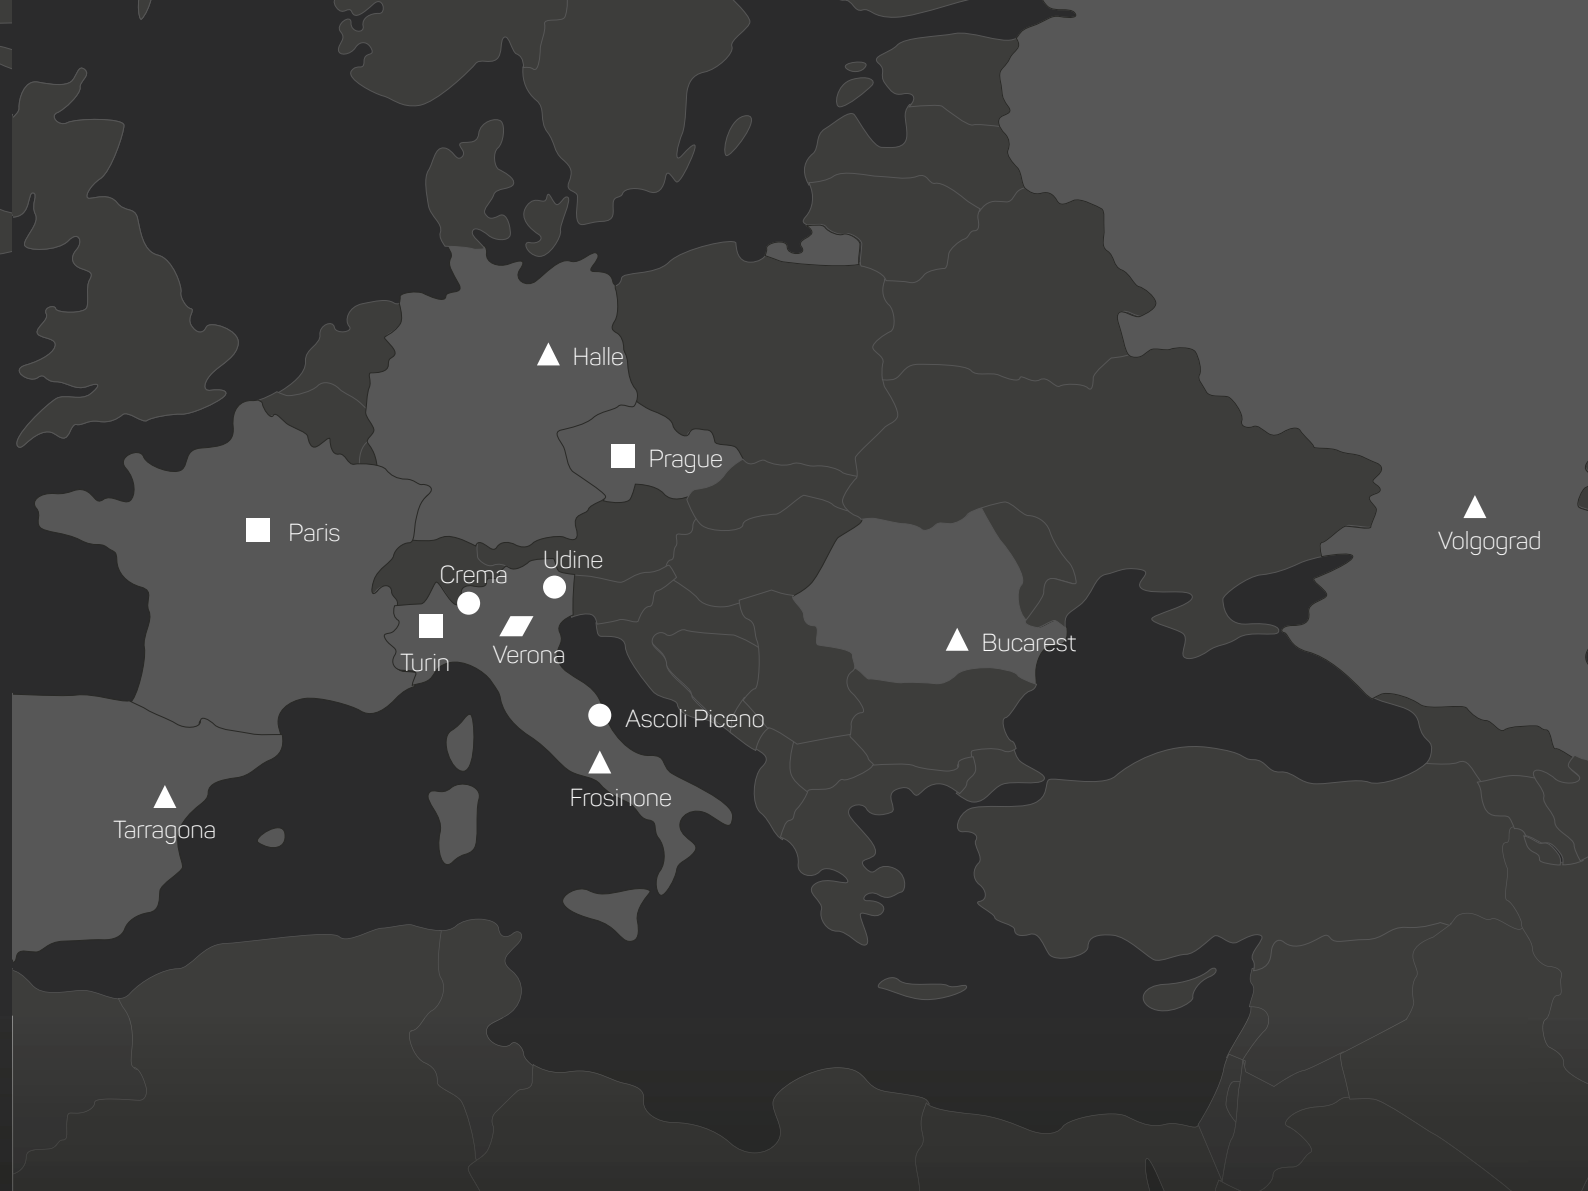 Halle
Prague
Paris
Volgograd
Udine
Crema
Bucarest
Verona
Turin
Ascoli Piceno
Frosinone
Tarragona